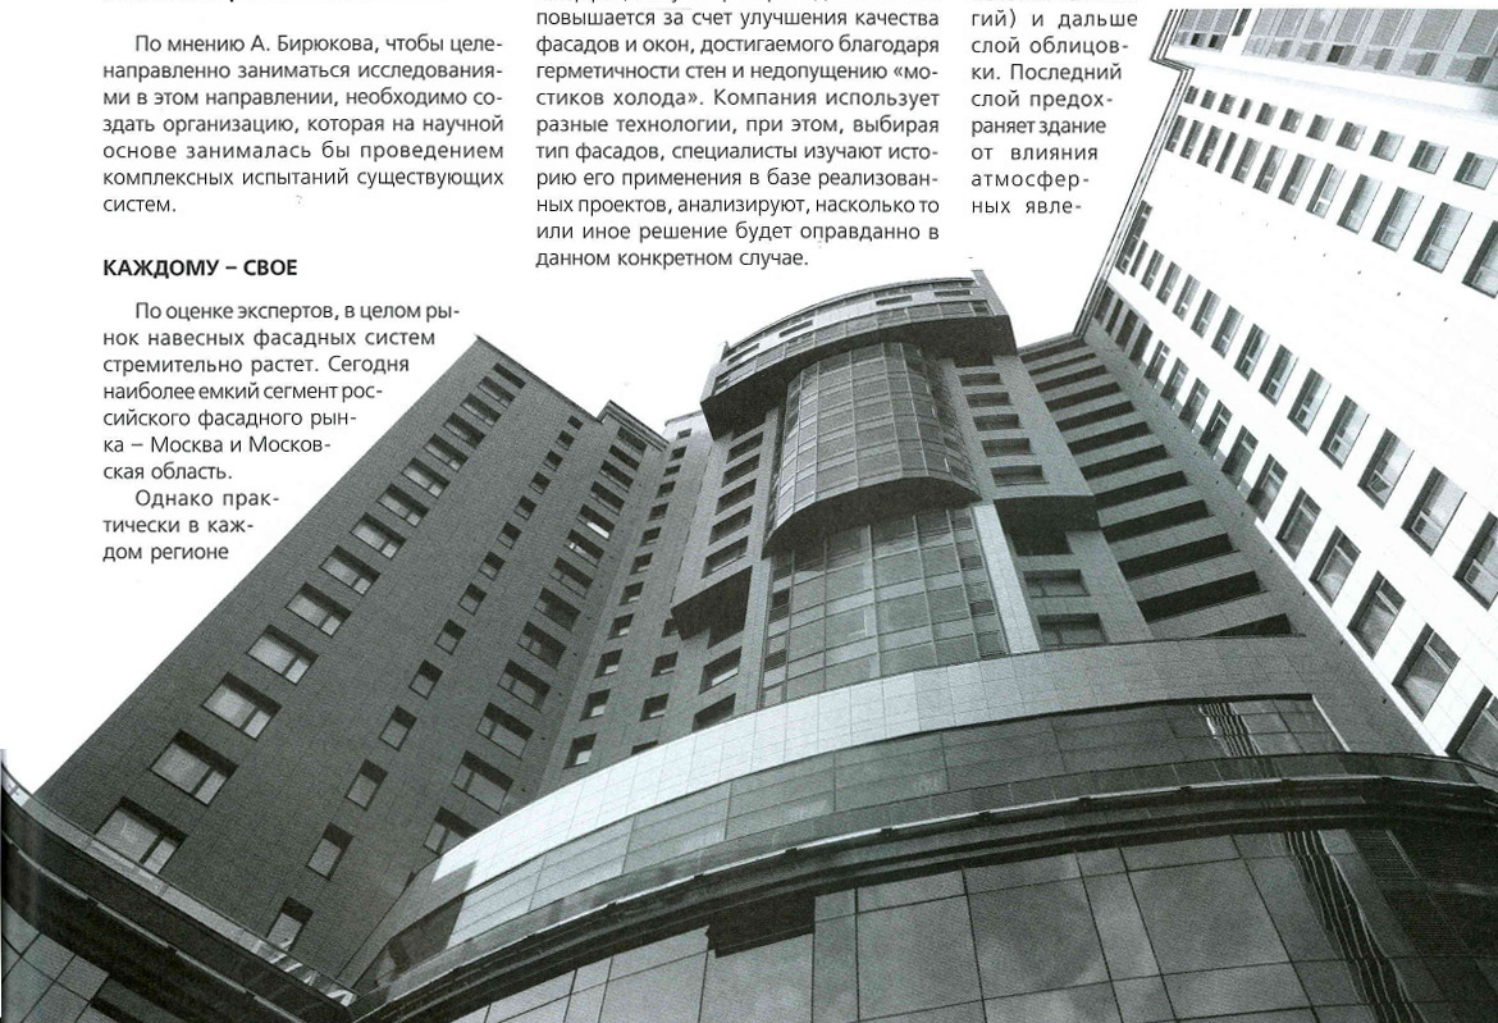 По мнению А. Бирюкова, чтобы целе-
направленно заниматься исследования-
ми в этом направлении, необходимо со-
здать организацию, которая на научной
основе занималась бы проведением
комплексных испытаний существующих
систем.
КАЖДОМУ – СВОЕ
По оценке экспертов, в целом ры-
нок навесных фасадных систем
стремительно растет. Сегодня
наиболее емкий сегмент рос-
сийского фасадного рын-
ка – Москва и Москов-
ская область.
Однако прак-
тически в каж-
дом регионе
повышается за счет улучшения качества
фасадов и окон, достигаемого благодаря
герметичности стен и недопущению «мо-
стиков холода». Компания использует
разные технологии, при этом, выбирая
тип фасадов, специалисты изучают исто-
рию его применения в базе реализован-
ных проектов, анализируют, насколько то
или иное решение будет оправданно в
данном конкретном случае.
гий) и дальше
слой облицов-
ки. Последний
слой предох-
раняет здание
от влияния
атмосфер-
ных явле-